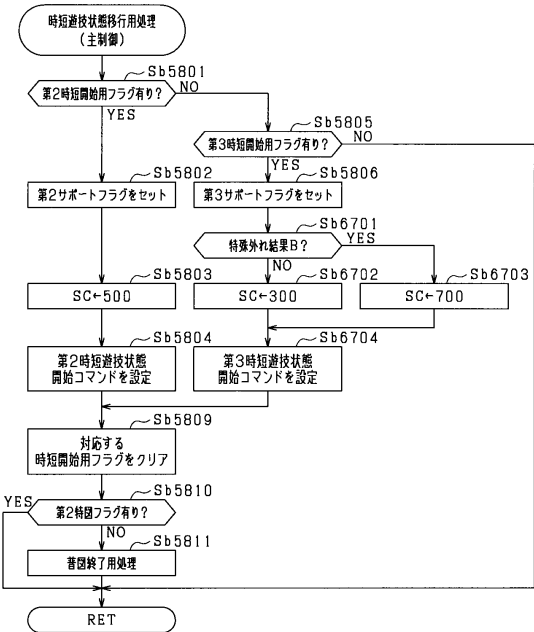 時短遊技状態移行用処理
(主制御)
Sb5801
第2時短開始用フラグ有り?
NO
YES
Sb5805
第3時短開始用フラグ有り?
NO
YES
Sb5802
第2サポートフラグをセット
Sb5806
第3サポートフラグをセット
Sb6701
特殊外れ結果B?
YES
NO
Sb5803
SC←500
Sb6702
SC←300
Sb6703
SC←700
Sb5804
第2時短遊技状態
開始コマンドを設定
Sb6704
第3時短遊技状態
開始コマンドを設定
Sb5809
対応する
時短開始用フラグをクリア
Sb5810
YES
第2特図フラグ有り?
NO
Sb5811
普図終了用処理
RET